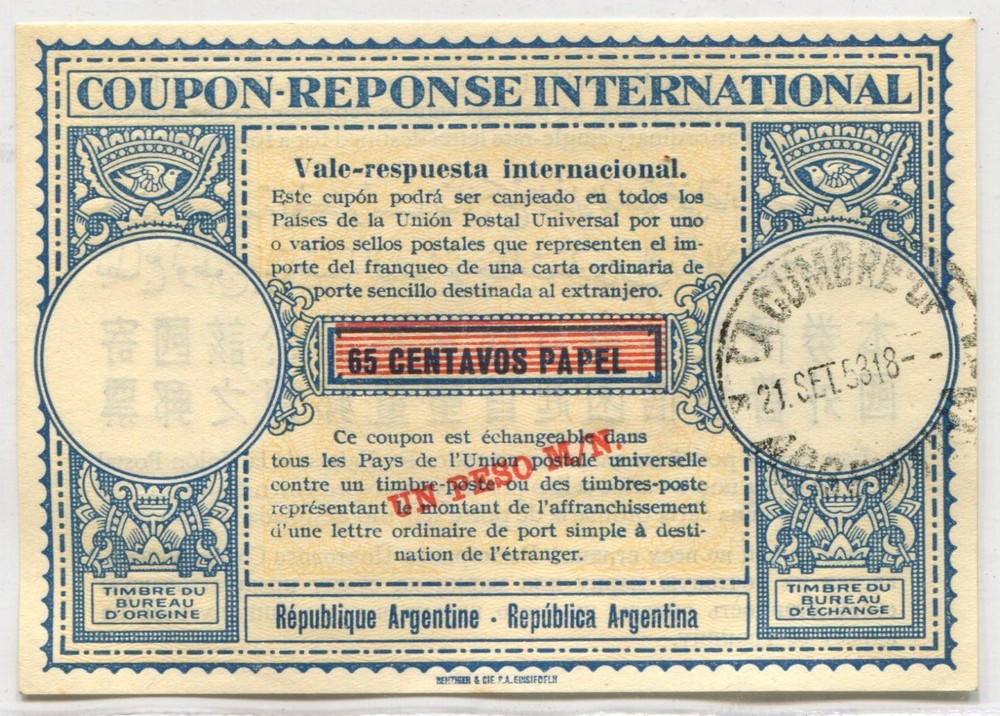 COUPON-REPONSE INTERNATIONAL
Vale-respuesta internacional.
Este cupón podrá ser canjeado en todos los
Países de la Unión Postal Universal por uno
o varios sellos postales que representen el im-
porte del franqueo de una carta ordinaria de
porte sencillo destinada al extranjero.
65 CENTAVOS PAPEL
LA CUMBRE
21. SET. 5318
Ce coupon est échangeable dans
tous les Pays de l'Union postale universelle
contre un timbre-poste ou des timbres-poste
représentant le montant de l'affranchissement
d'une lettre ordinaire de port simple à desti-
nation de l'étranger.
UN PESO M/N.
TIMBRE DU
BUREAU
D'ORIGINE
TIMBRE DU
BUREAU
D'ÉCHANGE
République Argentine · República Argentina
BENZIGER & CIE. P.A. EINSIEDELN